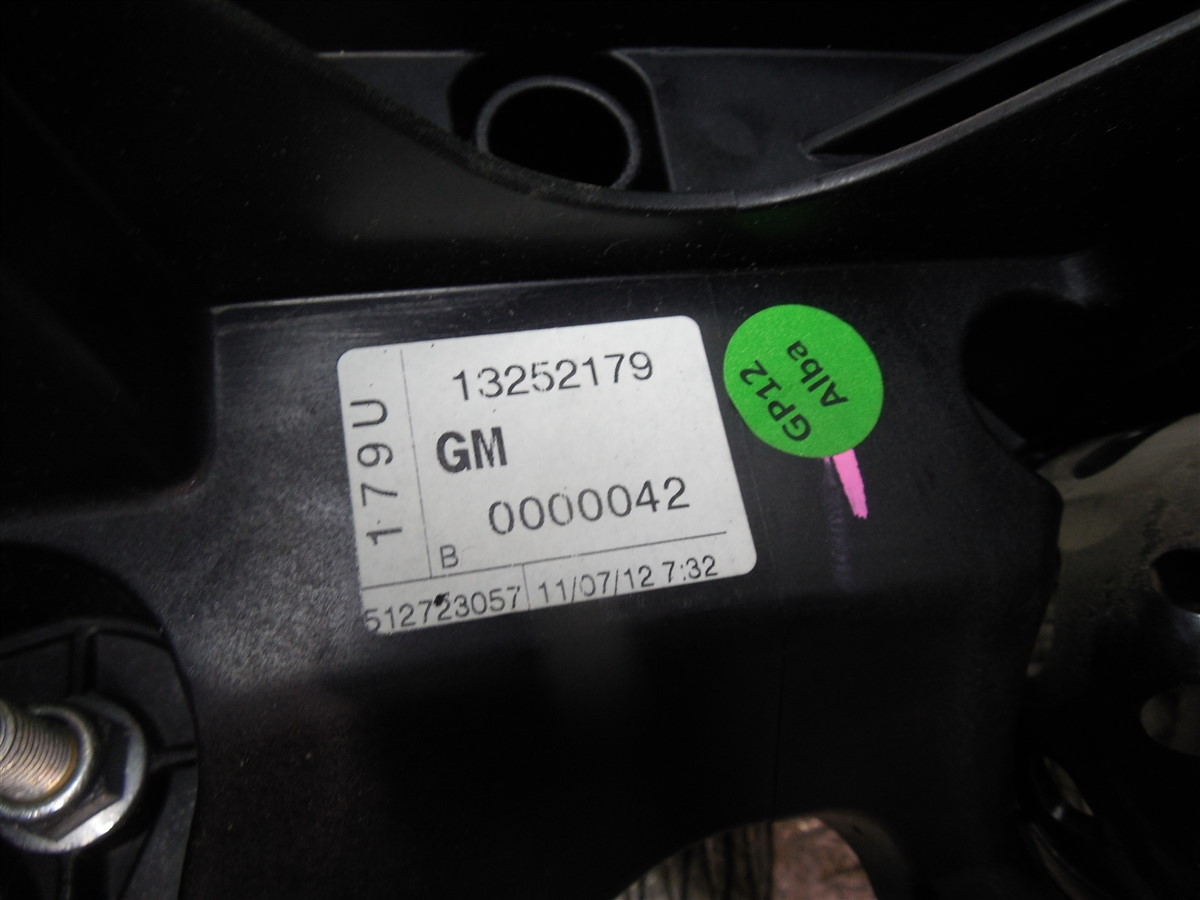 179U
13252179
GM
0000042
B
512723057 11/07/12 7:32
GP12
Alba